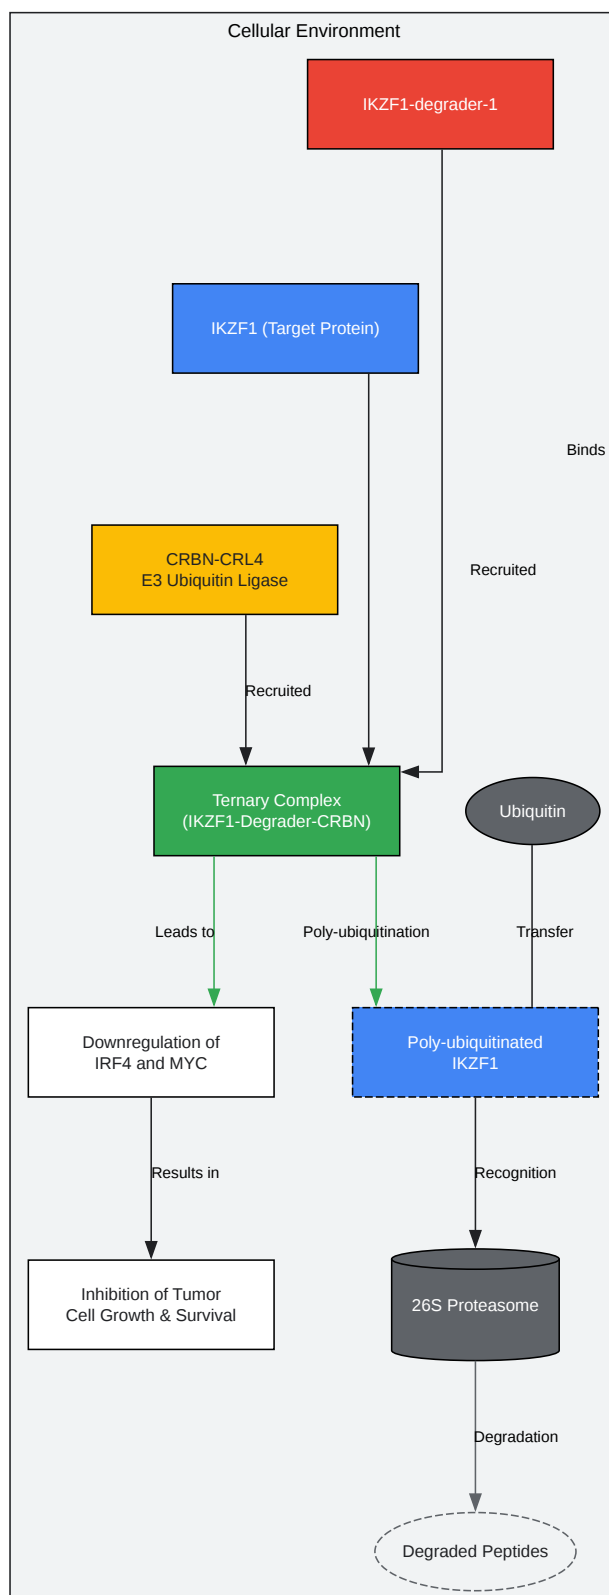 Cellular Environment
IKZF1-degrader-1
IKZF1 (Target Protein)
Binds
CRBN-CRL4
E3 Ubiquitin Ligase
Recruited
Recruited
Ternary Complex
(IKZF1-Degrader-CRBN)
Ubiquitin
Leads to
Poly-ubiquitination
Transfer
Downregulation of
IRF4 and MYC
Poly-ubiquitinated
IKZF1
Results in
Recognition
Inhibition of Tumor
Cell Growth & Survival
26S Proteasome
Degradation
Degraded Peptides